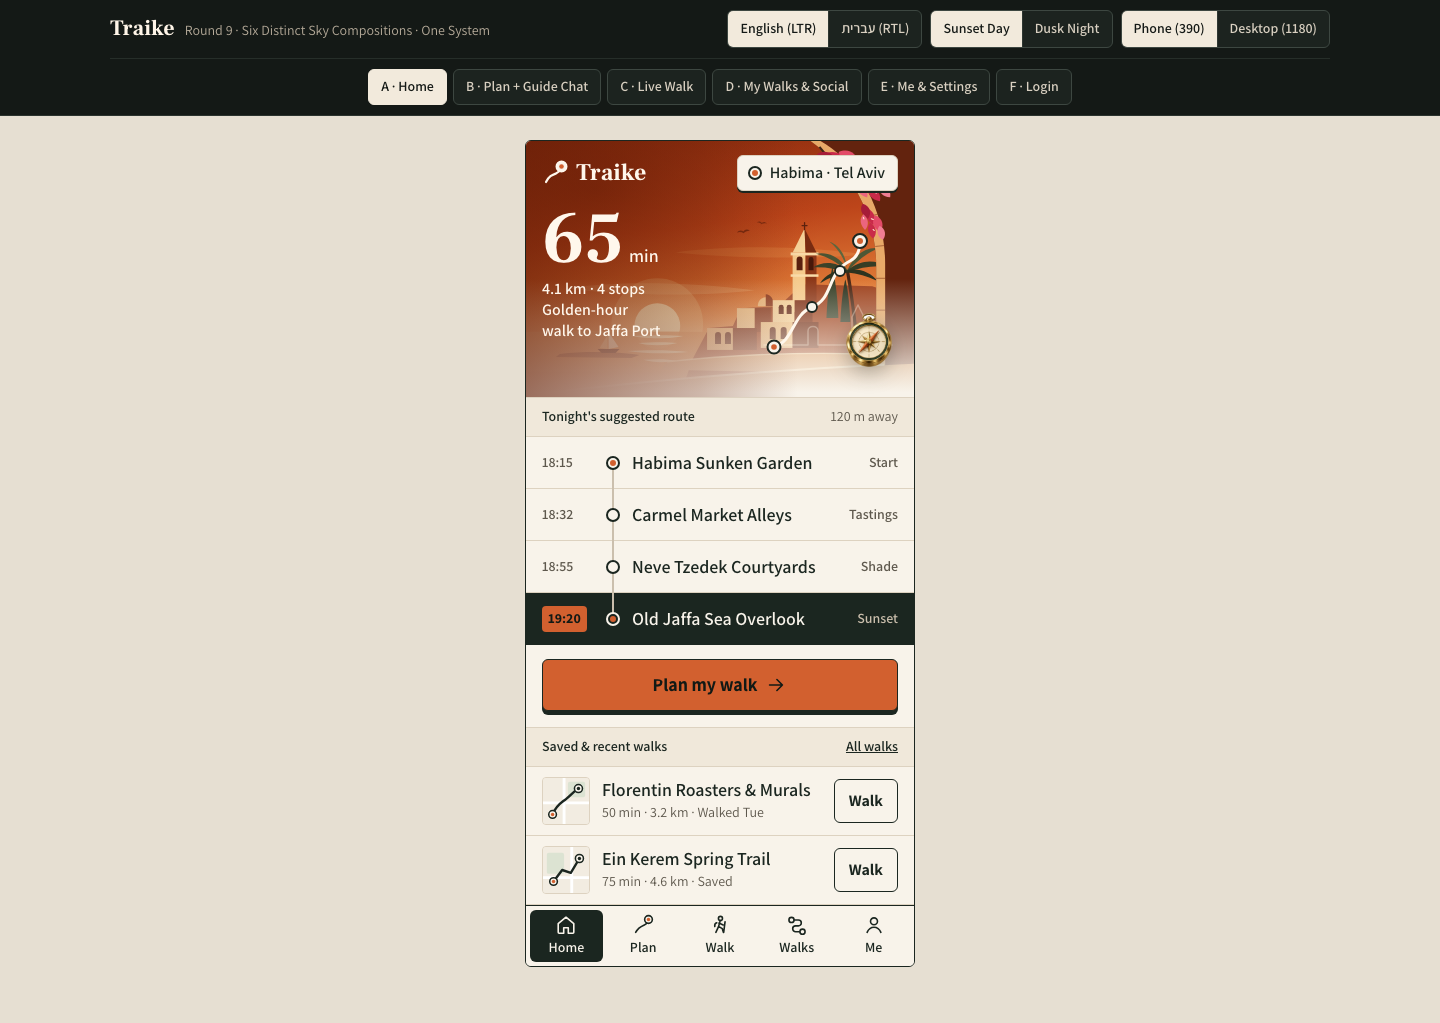 Traike Round 9 · Six Distinct Sky Compositions · One System
English (LTR) עברית (RTL) Sunset Day Dusk Night Phone (390) Desktop (1180)
A · Home B · Plan + Guide Chat C · Live Walk D · My Walks & Social E · Me & Settings F · Login
Traike
Habima · Tel Aviv
65 min
4.1 km · 4 stops
Golden-hour
walk to Jaffa Port
Tonight's suggested route 120 m away
18:15 Habima Sunken Garden Start
18:32 Carmel Market Alleys Tastings
18:55 Neve Tzedek Courtyards Shade
19:20 Old Jaffa Sea Overlook Sunset
Plan my walk →
Saved & recent walks All walks
Florentin Roasters & Murals
50 min · 3.2 km · Walked Tue
Walk
Ein Kerem Spring Trail
75 min · 4.6 km · Saved
Walk
Home Plan Walk Walks Me